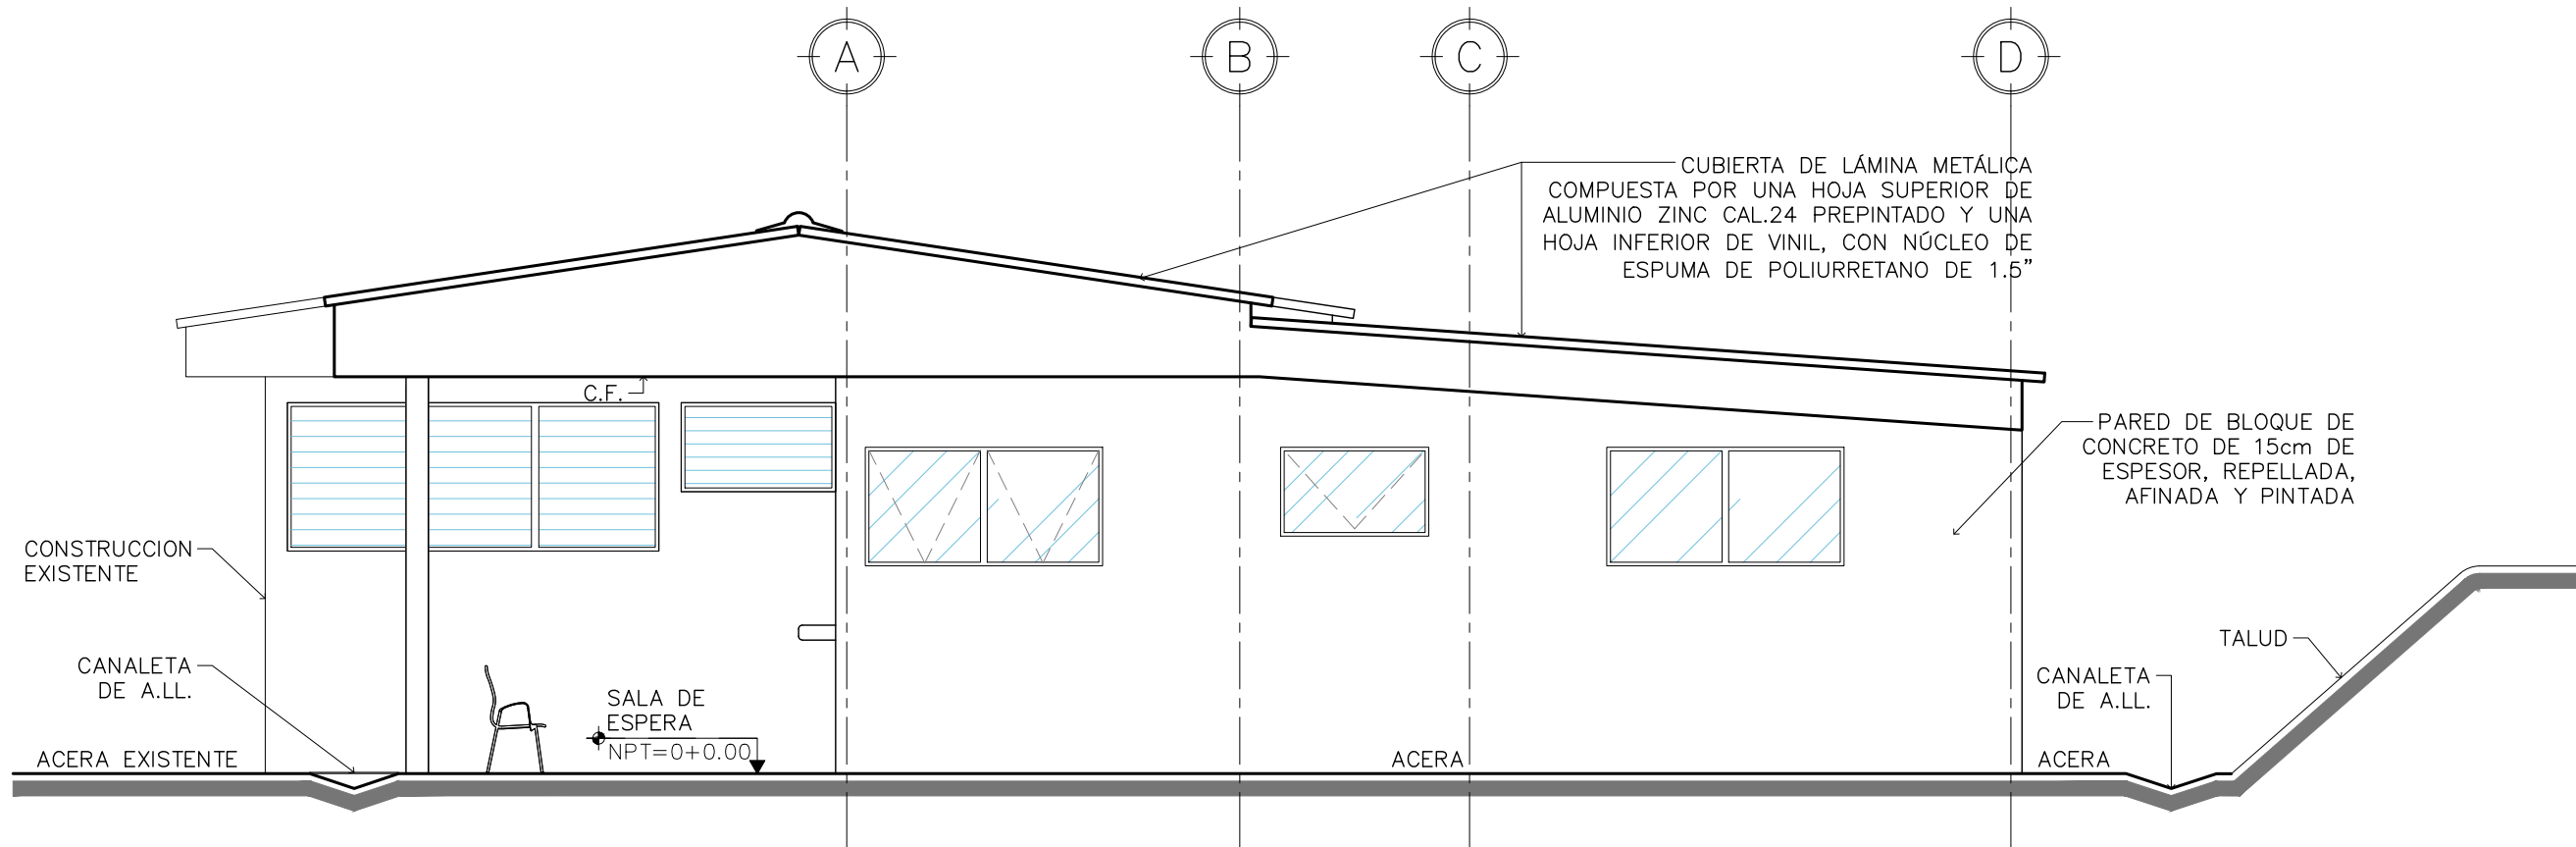 A
B
C
D
CUBIERTA DE LÁMINA METÁLICA
COMPUESTA POR UNA HOJA SUPERIOR DE
ALUMINIO ZINC CAL.24 PREPINTADO Y UNA
HOJA INFERIOR DE VINIL, CON NÚCLEO DE
ESPUMA DE POLIURRETANO DE 1.5”
C.F.
PARED DE BLOQUE DE
CONCRETO DE 15cm DE
ESPESOR, REPELLADA,
AFINADA Y PINTADA
CONSTRUCCION
EXISTENTE
CANALETA
DE A.LL.
SALA DE
ESPERA
NPT=0+0.00
ACERA EXISTENTE
ACERA
ACERA
CANALETA
DE A.LL.
TALUD